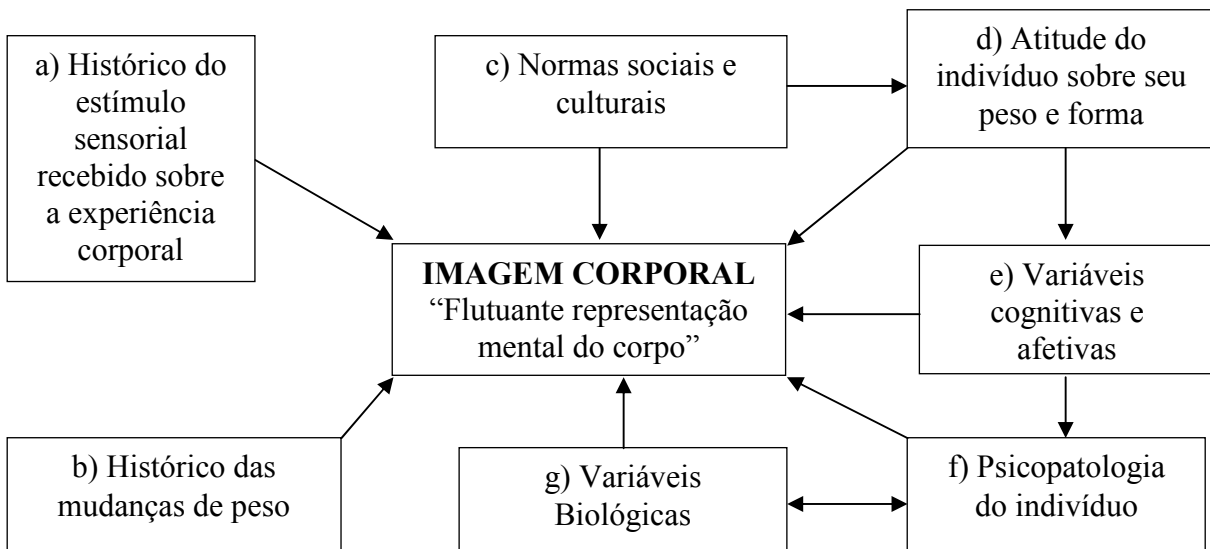 a) Histórico do
estímulo
sensorial
recebido sobre
a experiência
corporal
c) Normas sociais e
culturais
d) Atitude do
indivíduo sobre seu
peso e forma
IMAGEM CORPORAL
“Flutuante representação
mental do corpo”
e) Variáveis
cognitivas e
afetivas
b) Histórico das
mudanças de peso
g) Variáveis
Biológicas
f) Psicopatologia
do indivíduo